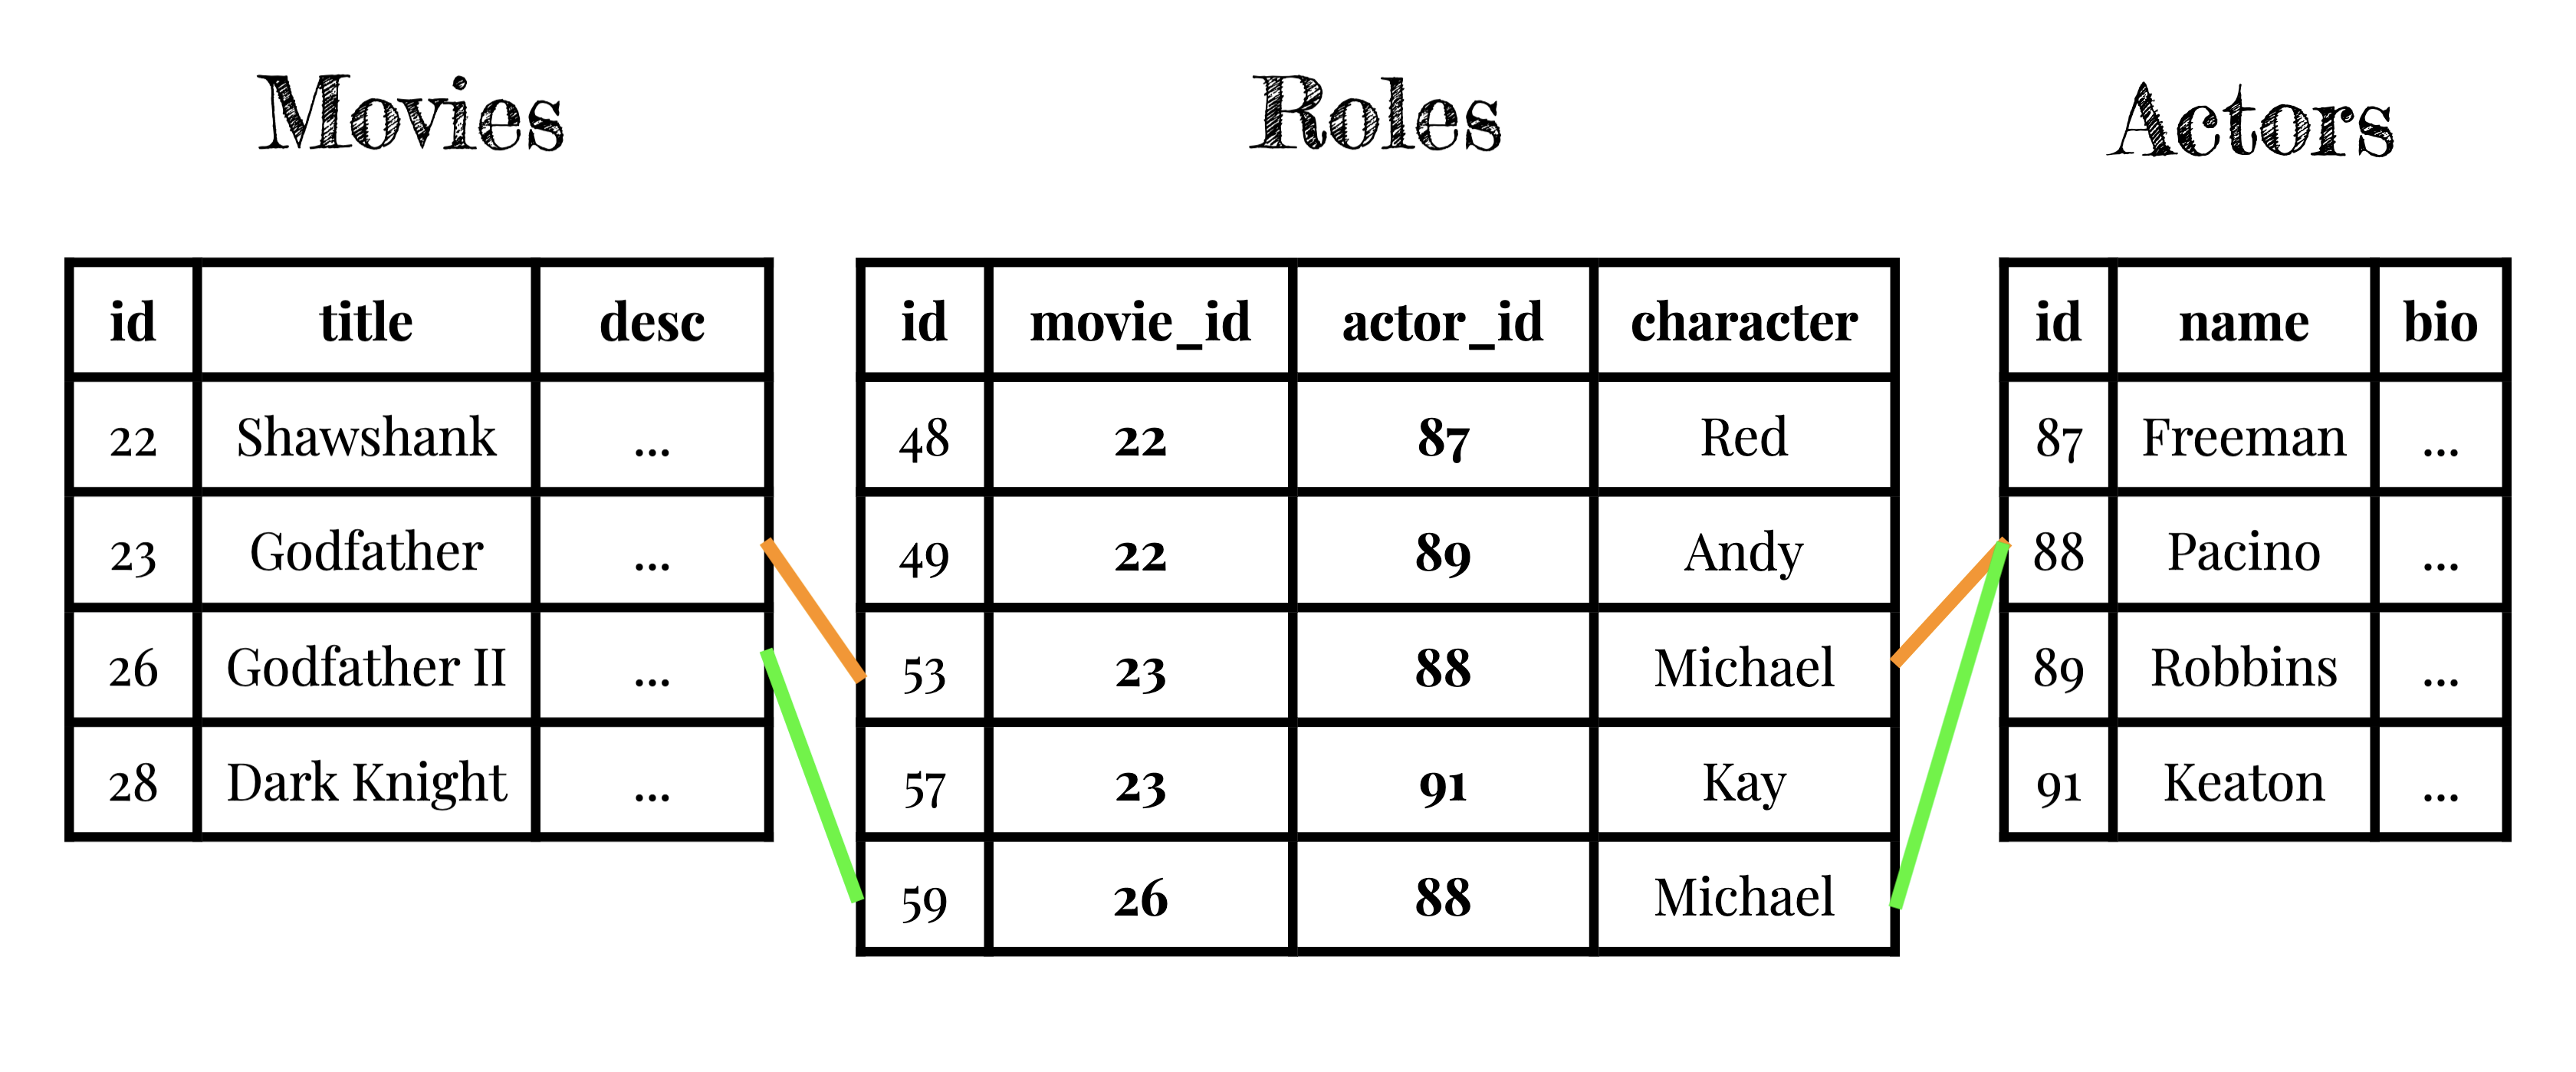 Movies
id title desc
22 Shawshank ...
23 Godfather ...
26 Godfather II ...
28 Dark Knight ...
Roles
id movie_id actor_id character
48 22 87 Red
49 22 89 Andy
53 23 88 Michael
57 23 91 Kay
59 26 88 Michael
Actors
id name bio
87 Freeman ...
88 Pacino ...
89 Robbins ...
91 Keaton ...